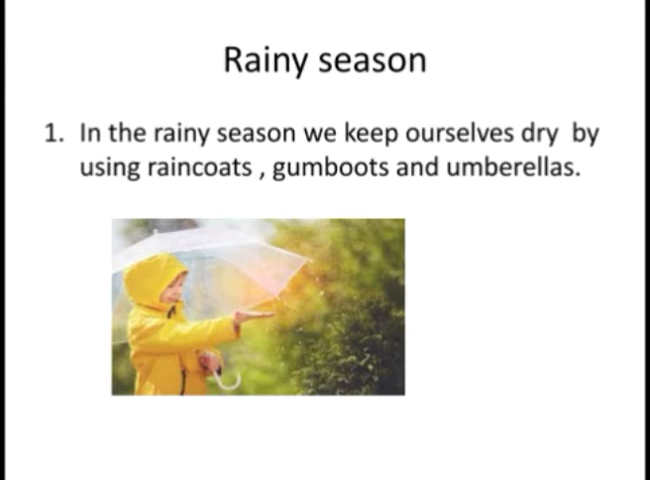 Rainy season
1. In the rainy season we keep ourselves dry by
using raincoats , gumboots and umberellas.